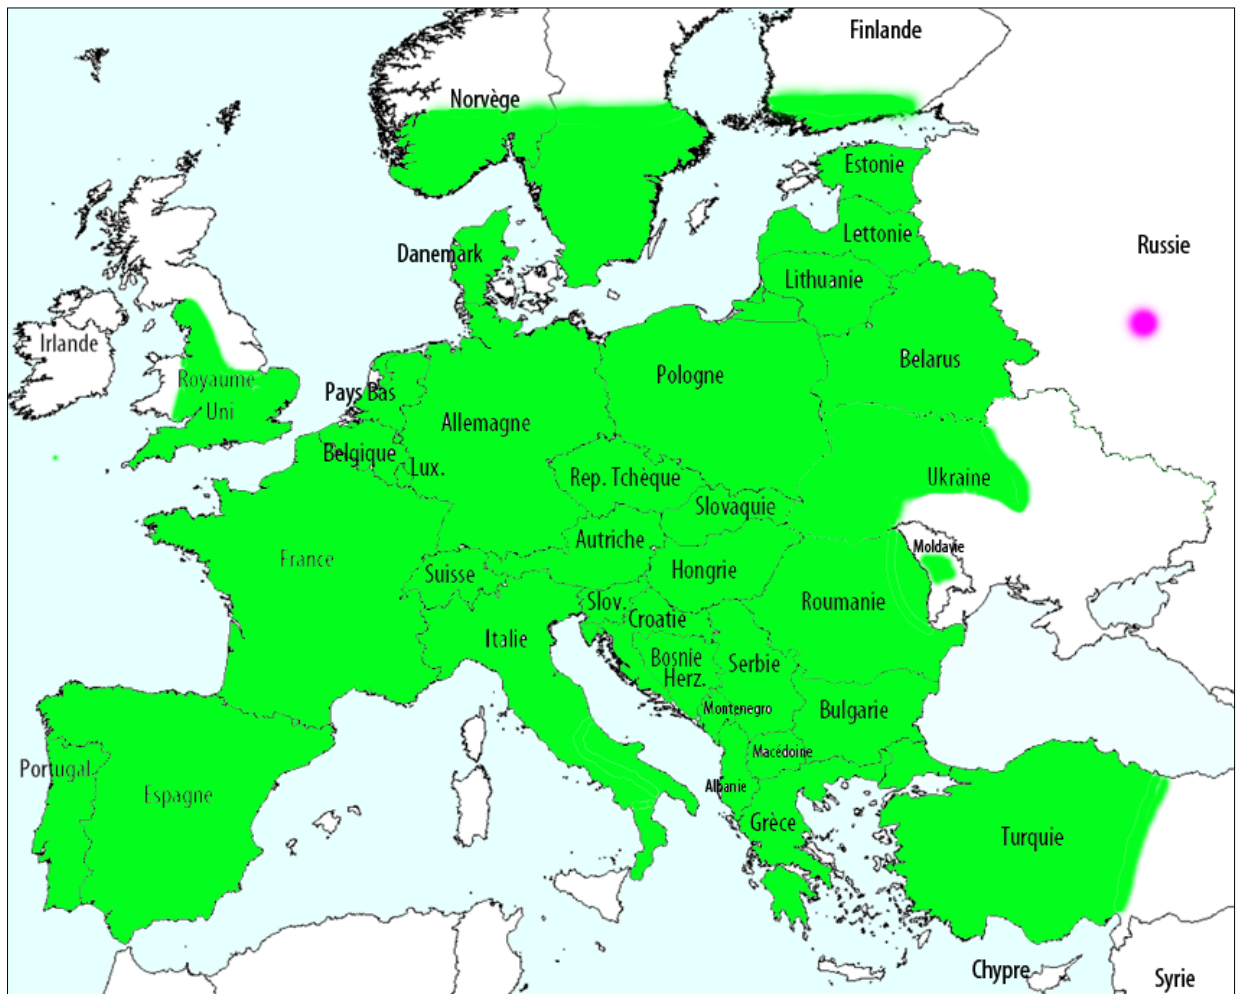 Finlande
Norvège
Estonie
Lettonie
Russie
Danemark
Lithuanie
Irlande
Belarus
Royaume
Uni
Pologne
Pays Bas
Allemagne
Belgique
Lux.
Rep. Tchèque
Ukraine
Slovaquie
Autriche
Moldavie
France
Suisse
Hongrie
Slov.
Croatie
Roumanie
Italie
Bosnie
Herz.
Serbie
Montenegro
Bulgarie
Macédoine
Portugal
Espagne
Albanie
Grèce
Turquie
Chypre
Syrie